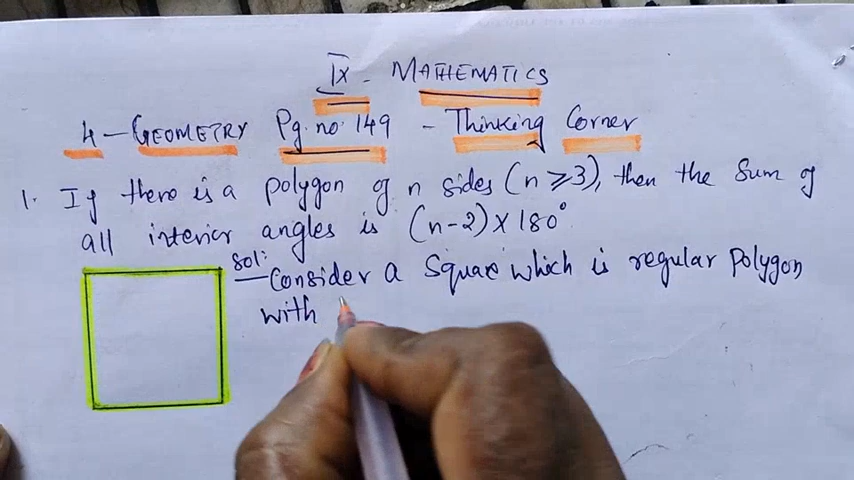 IX - MATHEMATICS
4 - GEOMETRY Pg. no. 149 - Thinking Corner
1. If there is a polygon of n sides (n ≥ 3), then the sum of
all interior angles is (n-2) × 180°
Sol:
Consider a square which is regular polygon
with